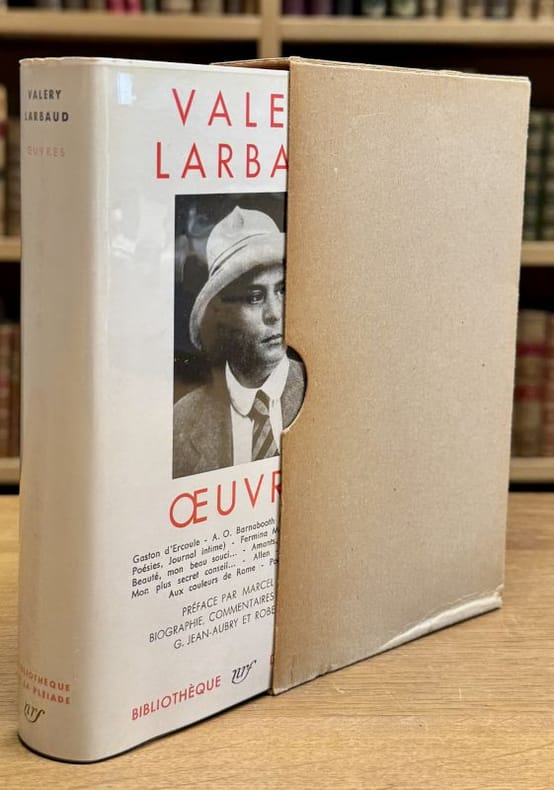 VALERY
LARBAUD
ŒUVRES
BIBLIOTHÈQUE
LA PLÉIADE
nrf
VALE
LARBA
ŒUVR
Gaston d'Ercoule - A. O. Barnabooth
Poésies, Journal intime) - Fermina M
Beauté, mon beau souci... - Amants,
Mon plus secret conseil... - Allen
Aux couleurs de Rome - Po
PRÉFACE PAR MARCEL
BIOGRAPHIE, COMMENTAIRES
G. JEAN-AUBRY ET ROBE
BIBLIOTHÈQUE nrf